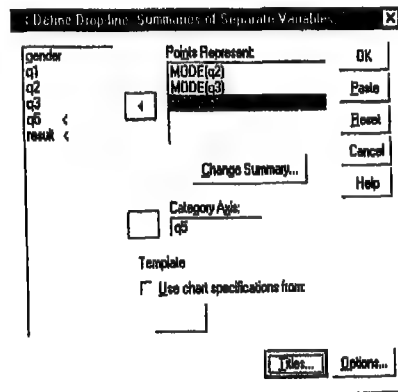 Define Drop-line: Summaries of Separate Variables
gender
q1
q2
q3
q5 <
result <
Points Represent:
MODE(q2)
MODE(q3)
Change Summary...
Category Axis:
q5
Template
Use chart specifications from:
OK
Paste
Reset
Cancel
Help
Titles...
Options...